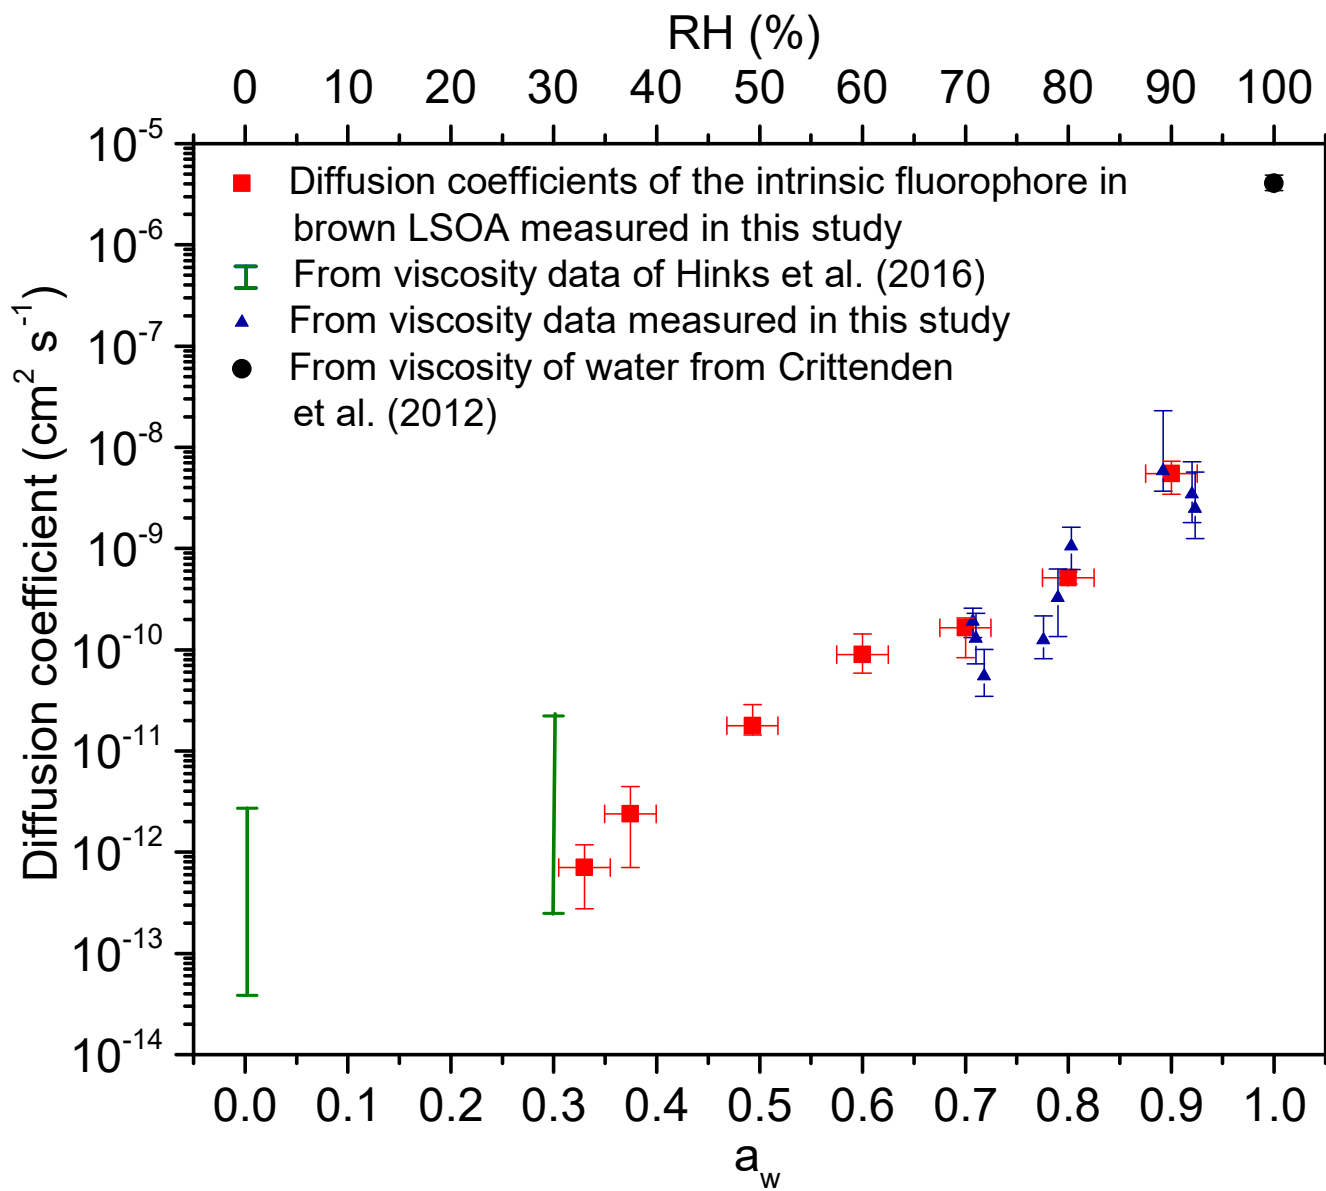 RH (%)
0 10 20 30 40 50 60 70 80 90 100
Diffusion coefficients of the intrinsic fluorophore in
brown LSOA measured in this study
From viscosity data of Hinks et al. (2016)
From viscosity data measured in this study
From viscosity of water from Crittenden
et al. (2012)
Diffusion coefficient (cm² s⁻¹)
10⁻⁵
10⁻⁶
10⁻⁷
10⁻⁸
10⁻⁹
10⁻¹⁰
10⁻¹¹
10⁻¹²
10⁻¹³
10⁻¹⁴
0.0 0.1 0.2 0.3 0.4 0.5 0.6 0.7 0.8 0.9 1.0
a_w